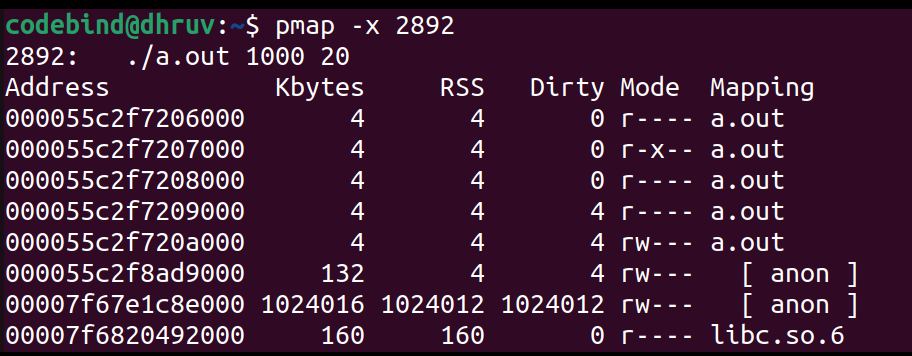 codebind@dhruv:~$ pmap -x 2892
2892:   ./a.out 1000 20
Address           Kbytes     RSS   Dirty Mode  Mapping
000055c2f7206000       4       4       0 r---- a.out
000055c2f7207000       4       4       0 r-x-- a.out
000055c2f7208000       4       4       0 r---- a.out
000055c2f7209000       4       4       4 r---- a.out
000055c2f720a000       4       4       4 rw--- a.out
000055c2f8ad9000     132       4       4 rw---   [ anon ]
00007f67e1c8e000 1024016 1024012 1024012 rw---   [ anon ]
00007f6820492000     160     160       0 r---- libc.so.6